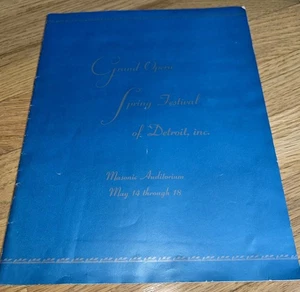 Grand Opera
Spring Festival
of Detroit, inc.
Masonic Auditorium
May 14 through 19